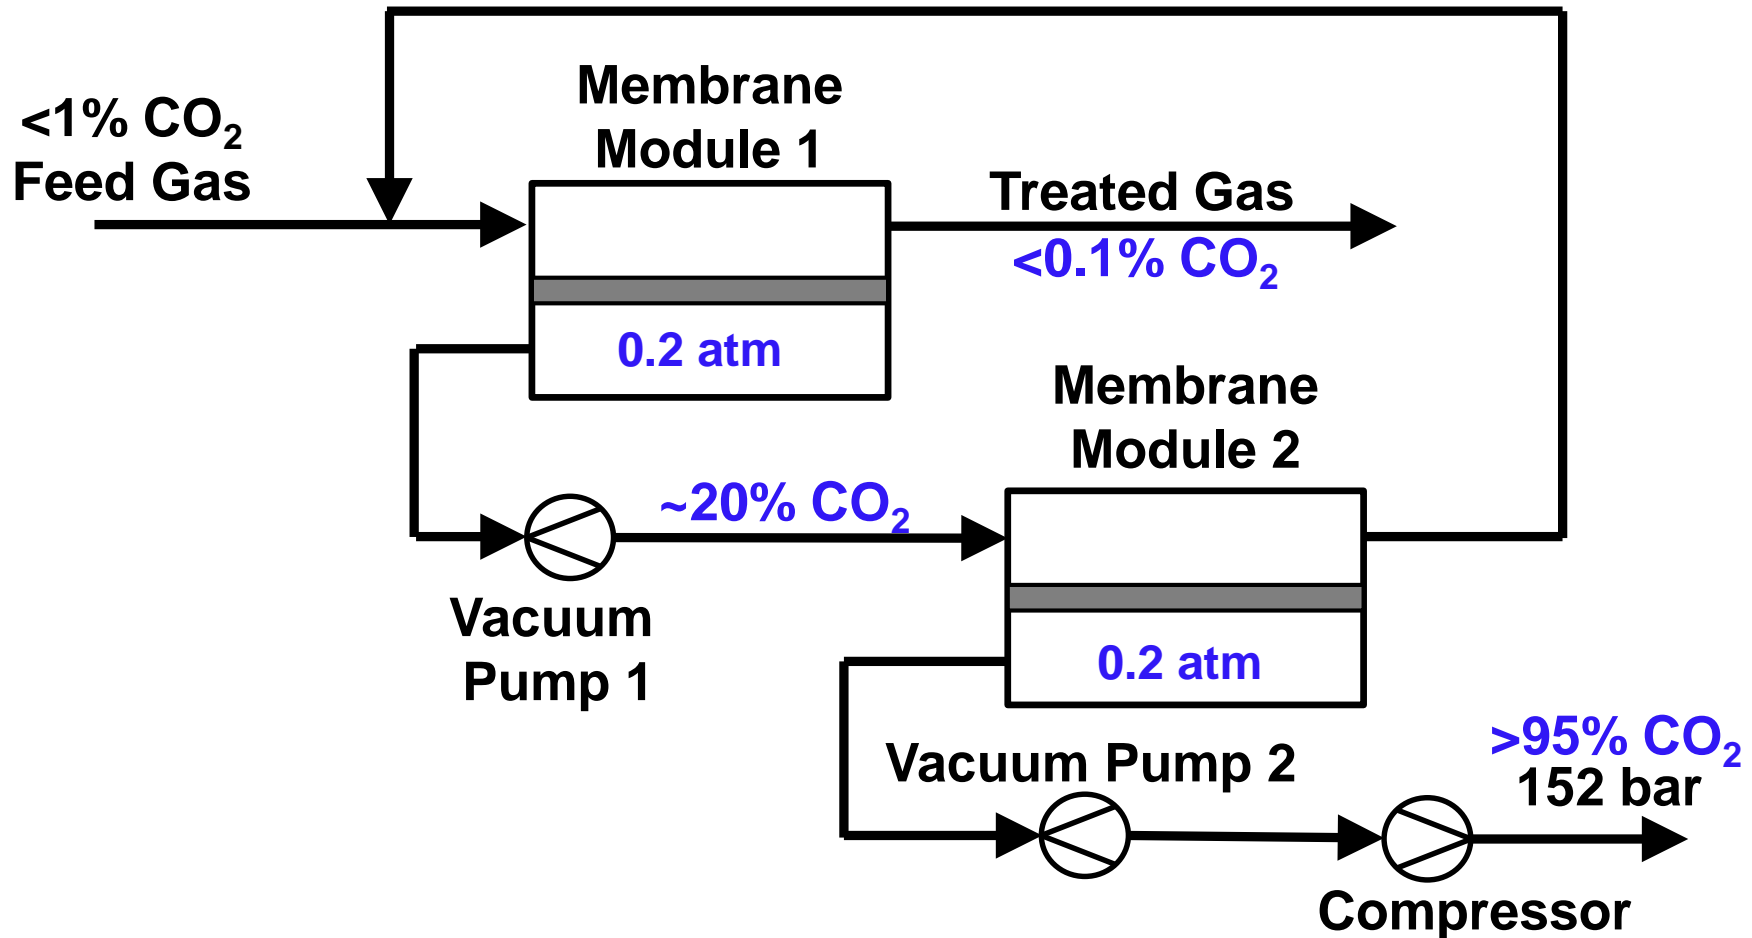 <1% CO₂
Feed Gas
Membrane
Module 1
Treated Gas
<0.1% CO₂
0.2 atm
Membrane
Module 2
~20% CO₂
Vacuum
Pump 1
0.2 atm
Vacuum Pump 2
>95% CO₂
152 bar
Compressor